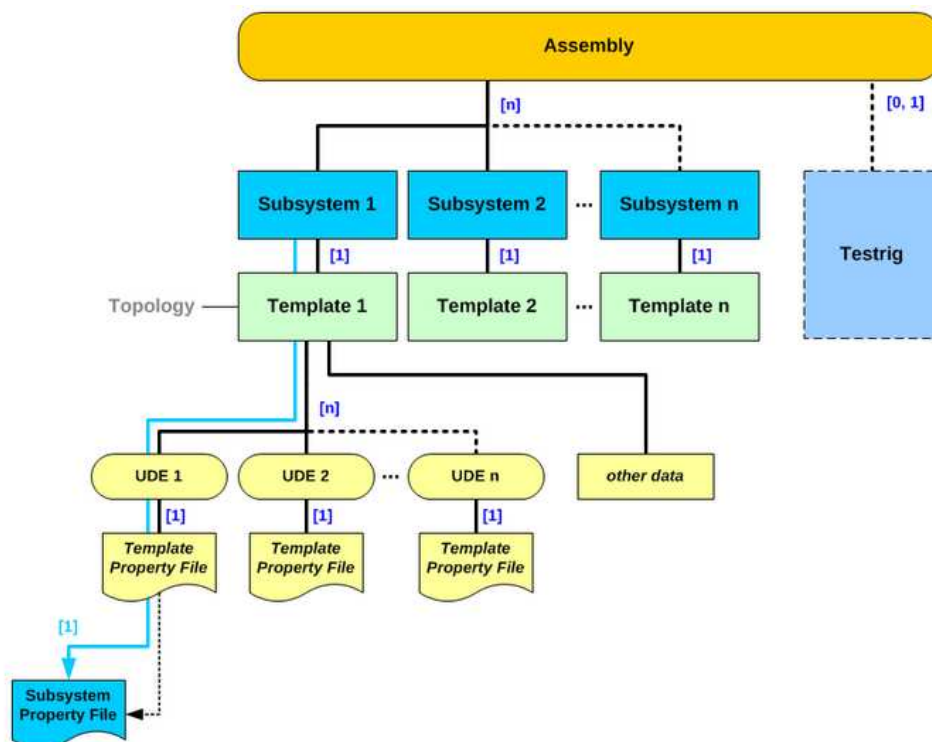 Assembly
[n]
[0, 1]
Subsystem 1
Subsystem 2
...
Subsystem n
Testrig
[1]
[1]
[1]
Topology
Template 1
Template 2
...
Template n
[n]
UDE 1
UDE 2
...
UDE n
other data
[1]
[1]
[1]
Template
Property File
Template
Property File
Template
Property File
[1]
Subsystem
Property File